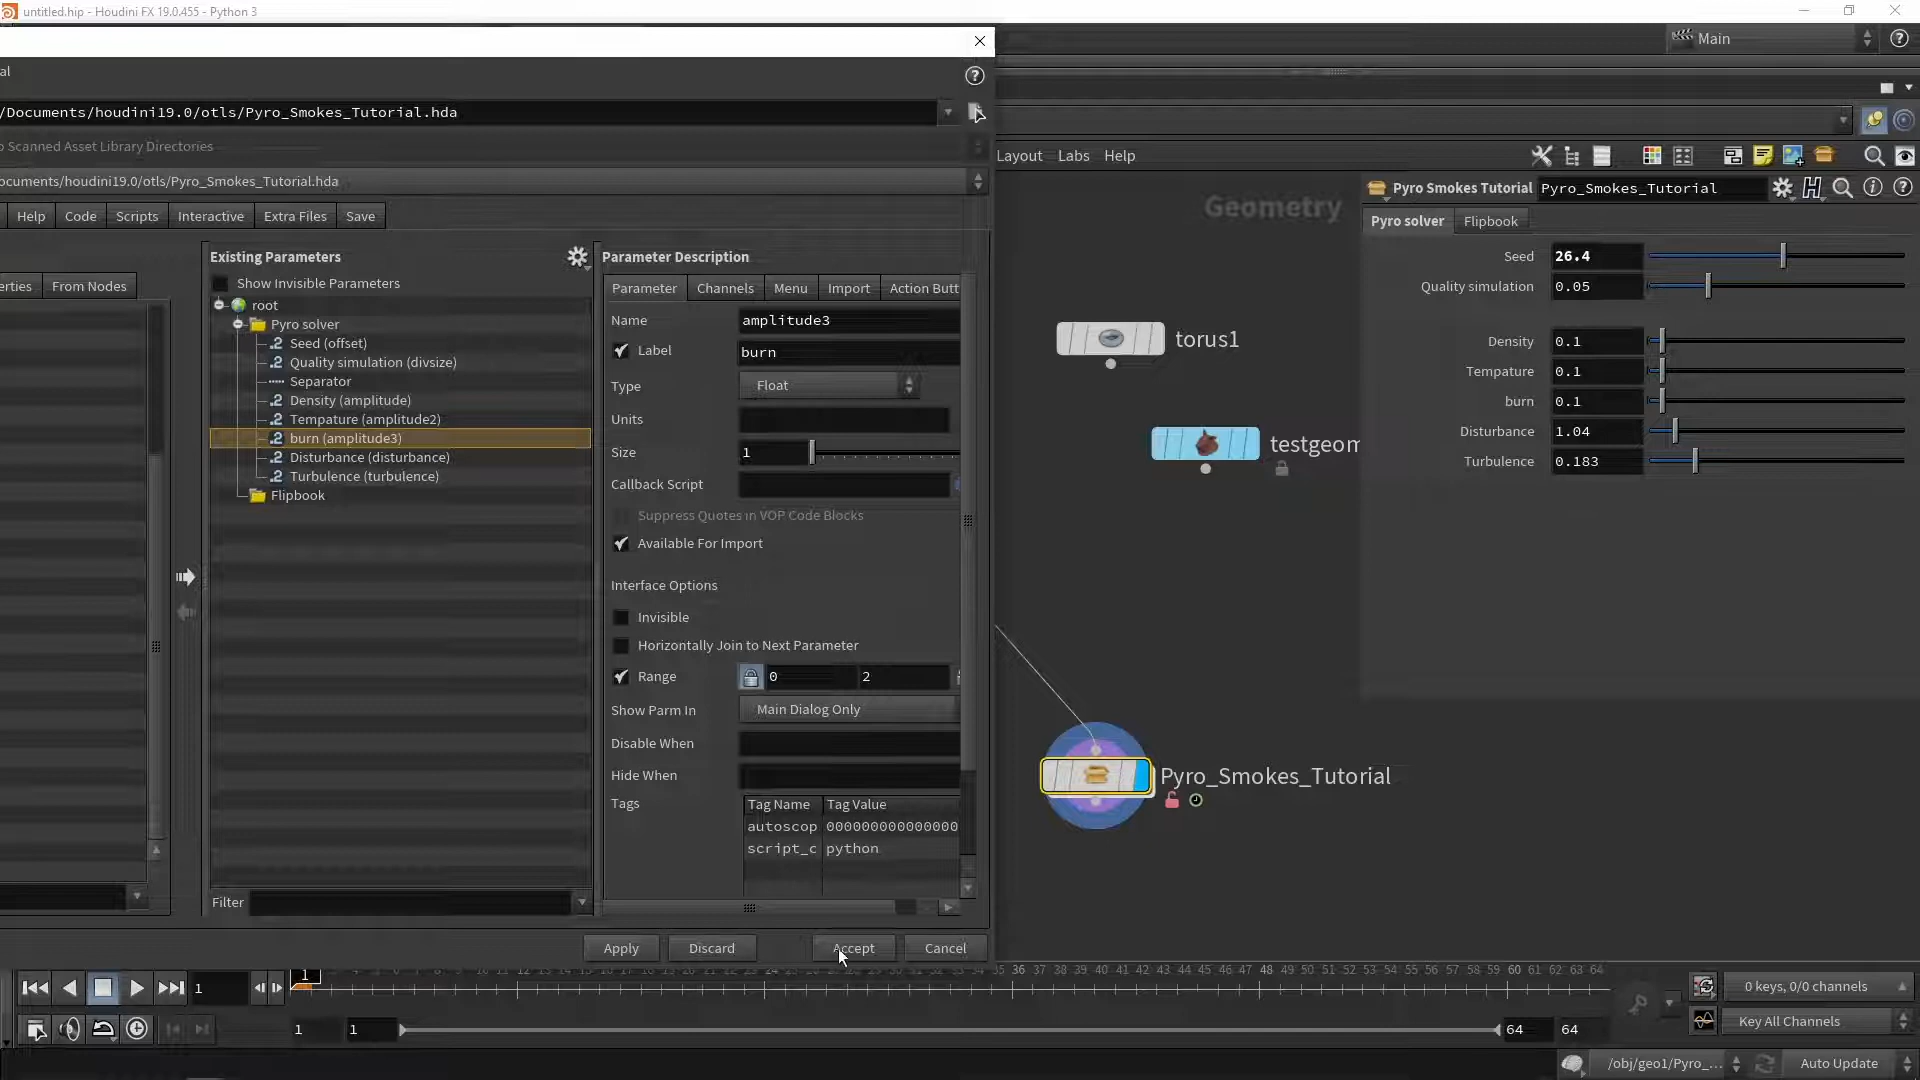 untitled.hip - Houdini FX 19.0.455 - Python 3
Main
al
/Documents/houdini19.0/otls/Pyro_Smokes_Tutorial.hda
o Scanned Asset Library Directories
ocuments/houdini19.0/otls/Pyro_Smokes_Tutorial.hda
Layout Labs Help
Help Code Scripts Interactive Extra Files Save
Pyro Smokes Tutorial Pyro_Smokes_Tutorial
Pyro solver Flipbook
Geometry
Seed 26.4
Quality simulation 0.05
Density 0.1
Tempature 0.1
burn 0.1
Disturbance 1.04
Turbulence 0.183
erties From Nodes
Existing Parameters
Show Invisible Parameters
root
Pyro solver
Seed (offset)
Quality simulation (divsize)
Separator
Density (amplitude)
Tempature (amplitude2)
burn (amplitude3)
Disturbance (disturbance)
Turbulence (turbulence)
Flipbook
Filter
Parameter Description
Parameter Channels Menu Import Action Butt
Name amplitude3
Label burn
Type Float
Units
Size 1
Callback Script
Suppress Quotes in VOP Code Blocks
Available For Import
Interface Options
Invisible
Horizontally Join to Next Parameter
Range 0 2
Show Parm In Main Dialog Only
Disable When
Hide When
Tags Tag Name Tag Value
autoscop 000000000000000
script_c python
Apply Discard Accept Cancel
torus1
testgeom
Pyro_Smokes_Tutorial
1 1
24 36 37 38 39 40 41 42 43 44 45 46 47 48 49 50 51 52 53 54 55 56 57 58 59 60 61 62 63 64
0 keys, 0/0 channels
1 1 64 64
Key All Channels
/obj/geo1/Pyro_... Auto Update